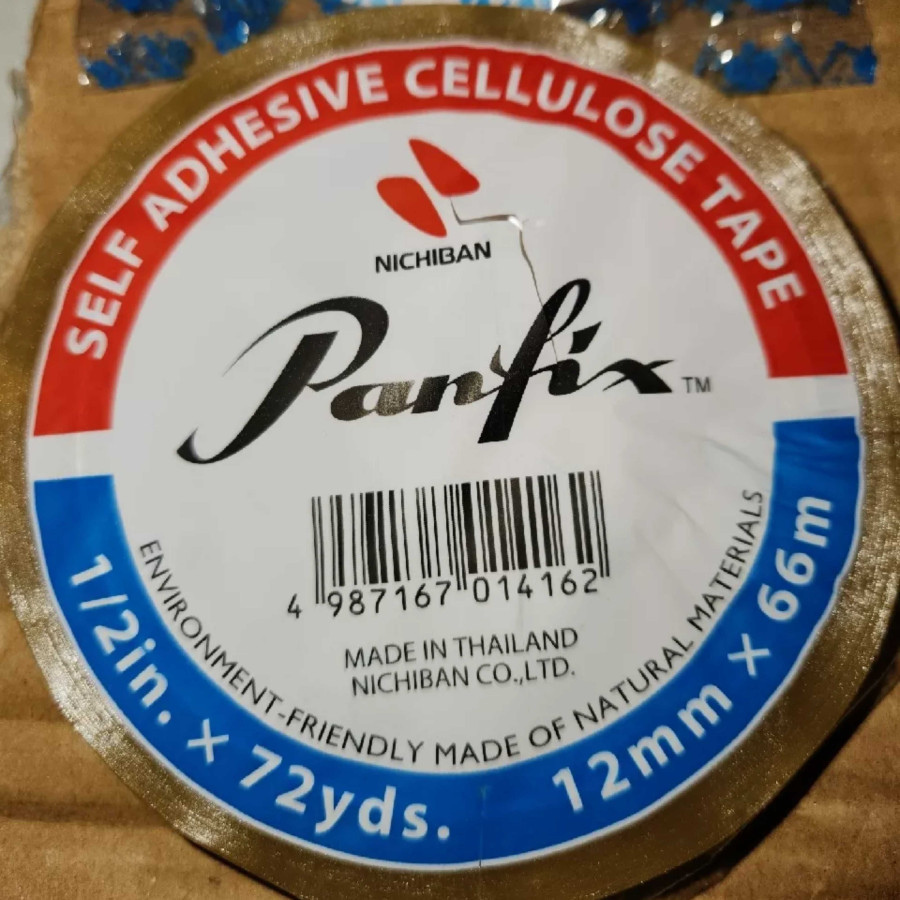 SELF ADHESIVE CELLULOSE TAPE
NICHIBAN
Panfix™
4 987167 014162
MADE IN THAILAND
NICHIBAN CO.,LTD.
ENVIRONMENT-FRIENDLY MADE OF NATURAL MATERIALS
1/2in. × 72yds.
12mm × 66m